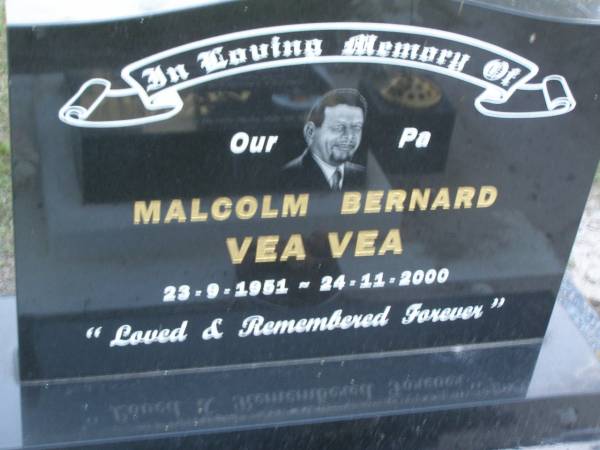 In Loving Memory Of
Our Pa
MALCOLM BERNARD
VEA VEA
23-9-1951 ~ 24-11-2000
"Loved & Remembered Forever"